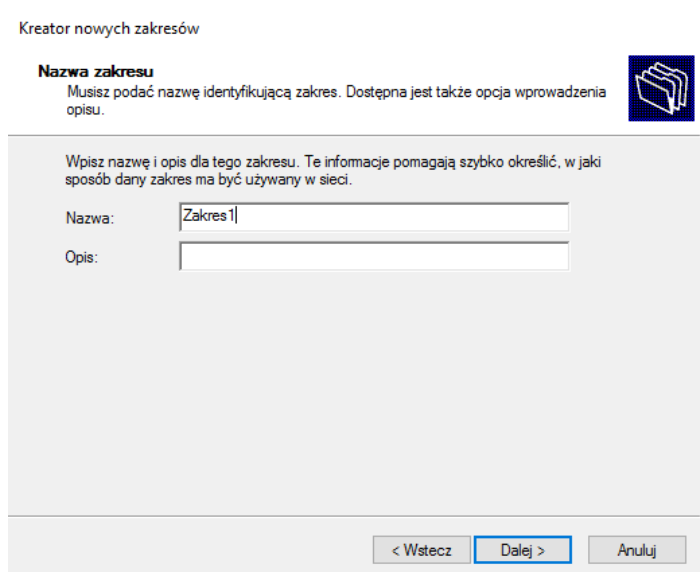 Kreator nowych zakresów
Nazwa zakresu
Musisz podać nazwę identyfikującą zakres. Dostępna jest także opcja wprowadzenia
opisu.
Wpisz nazwę i opis dla tego zakresu. Te informacje pomagają szybko określić, w jaki
sposób dany zakres ma być używany w sieci.
Nazwa: Zakres1
Opis:
< Wstecz Dalej > Anuluj